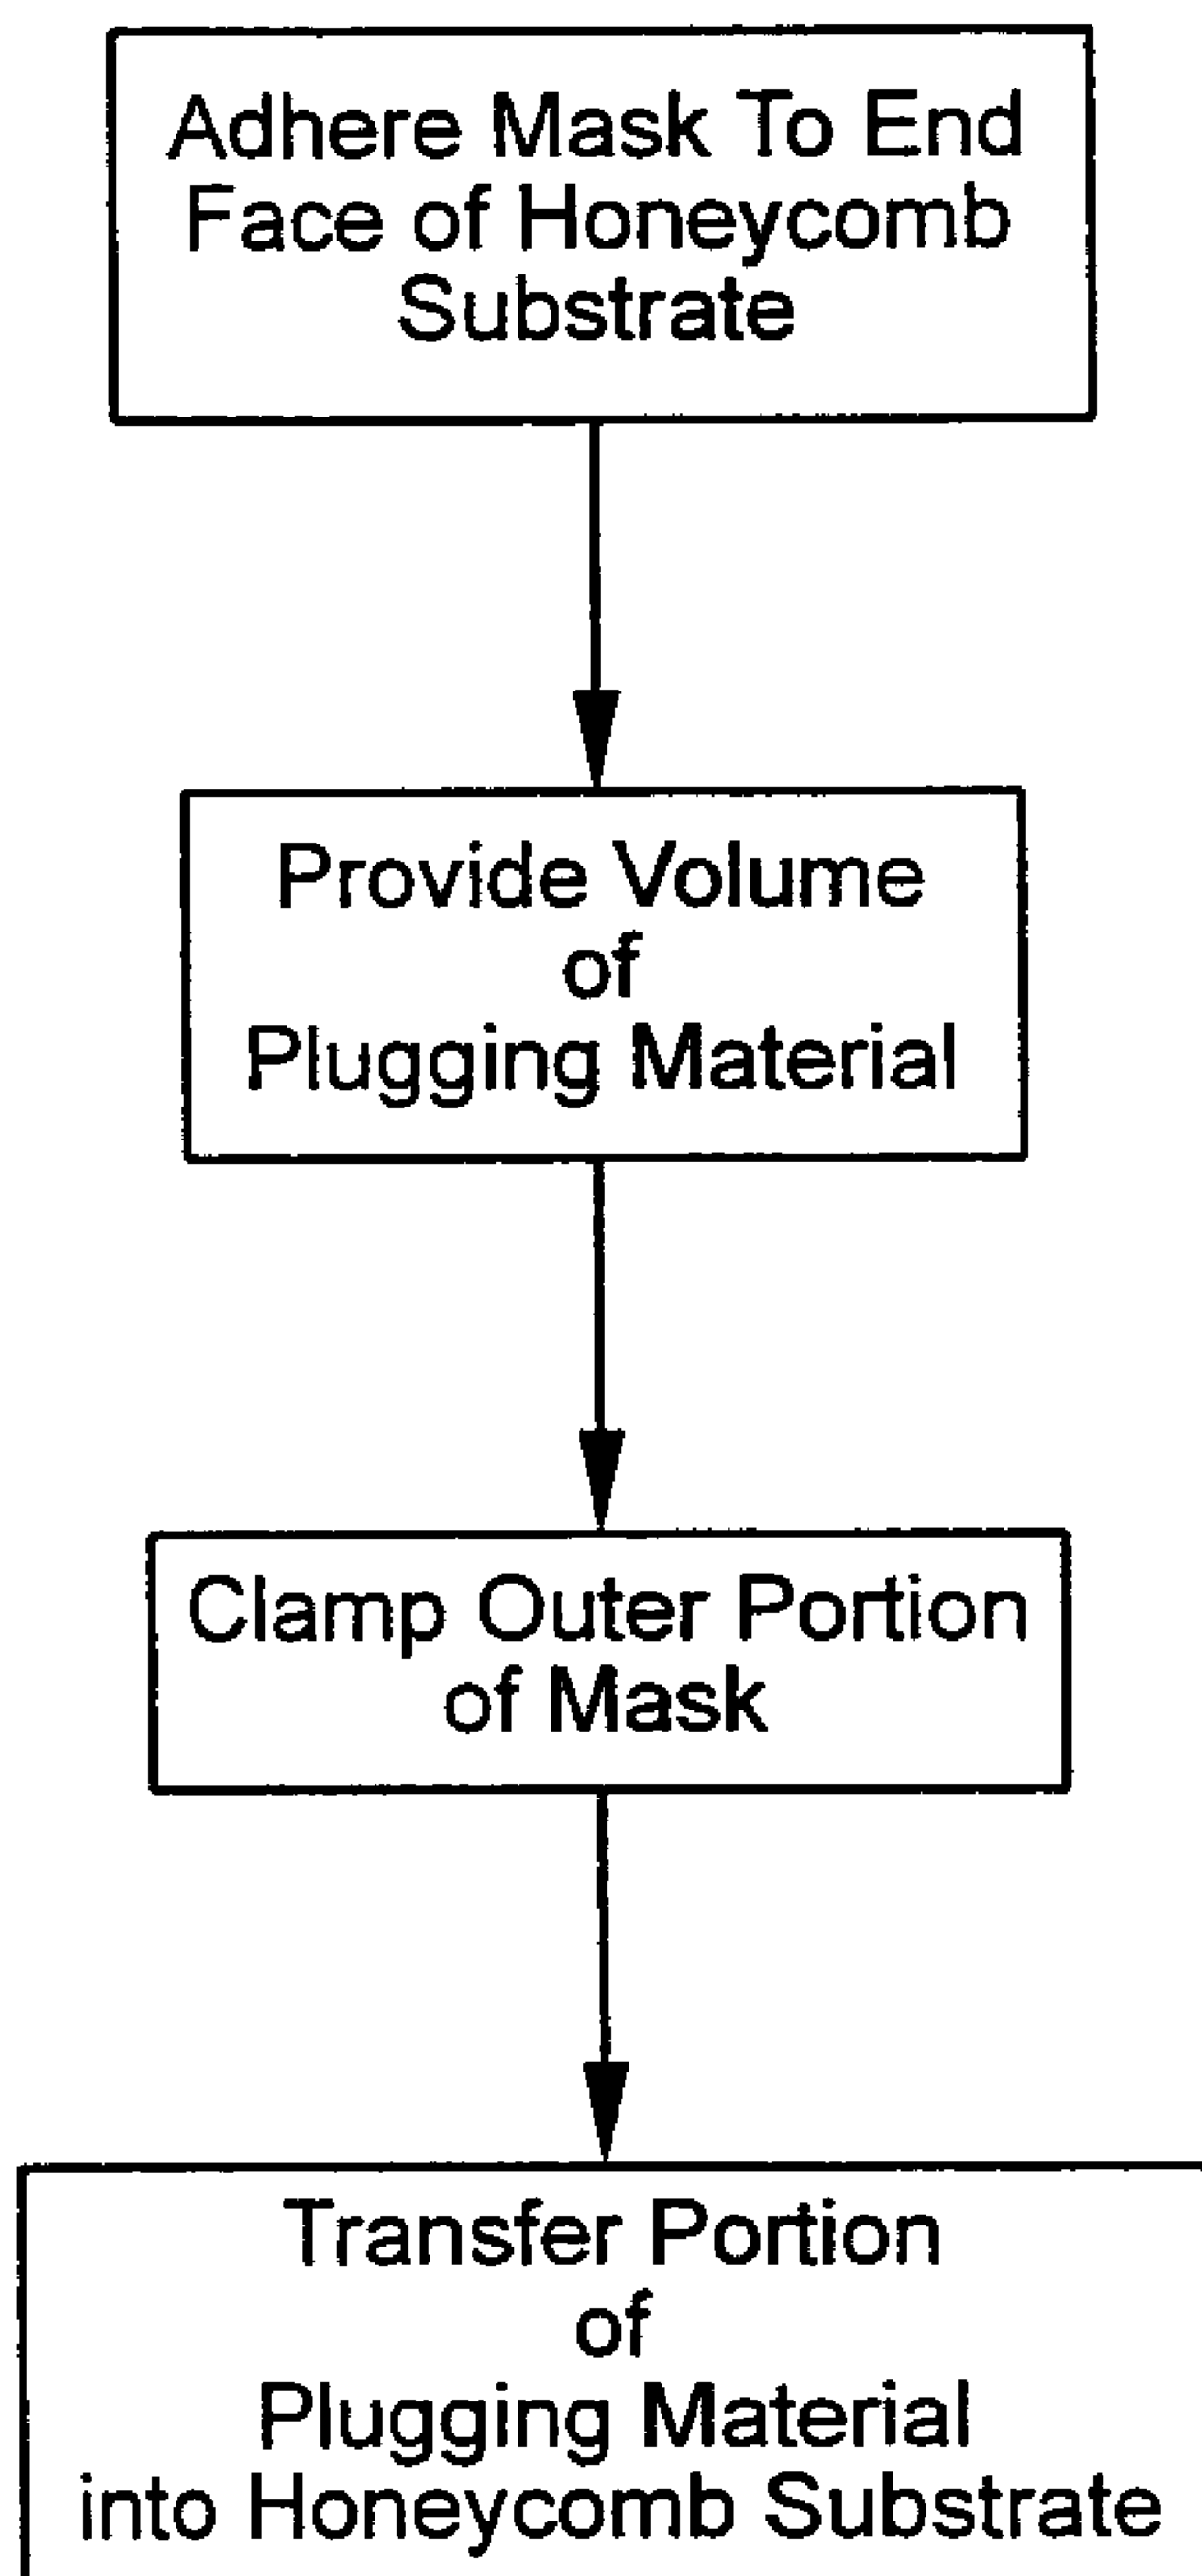 Adhere Mask To End
Face of Honeycomb
Substrate
Provide Volume
of
Plugging Material
Clamp Outer Portion
of Mask
Transfer Portion
of
Plugging Material
into Honeycomb Substrate